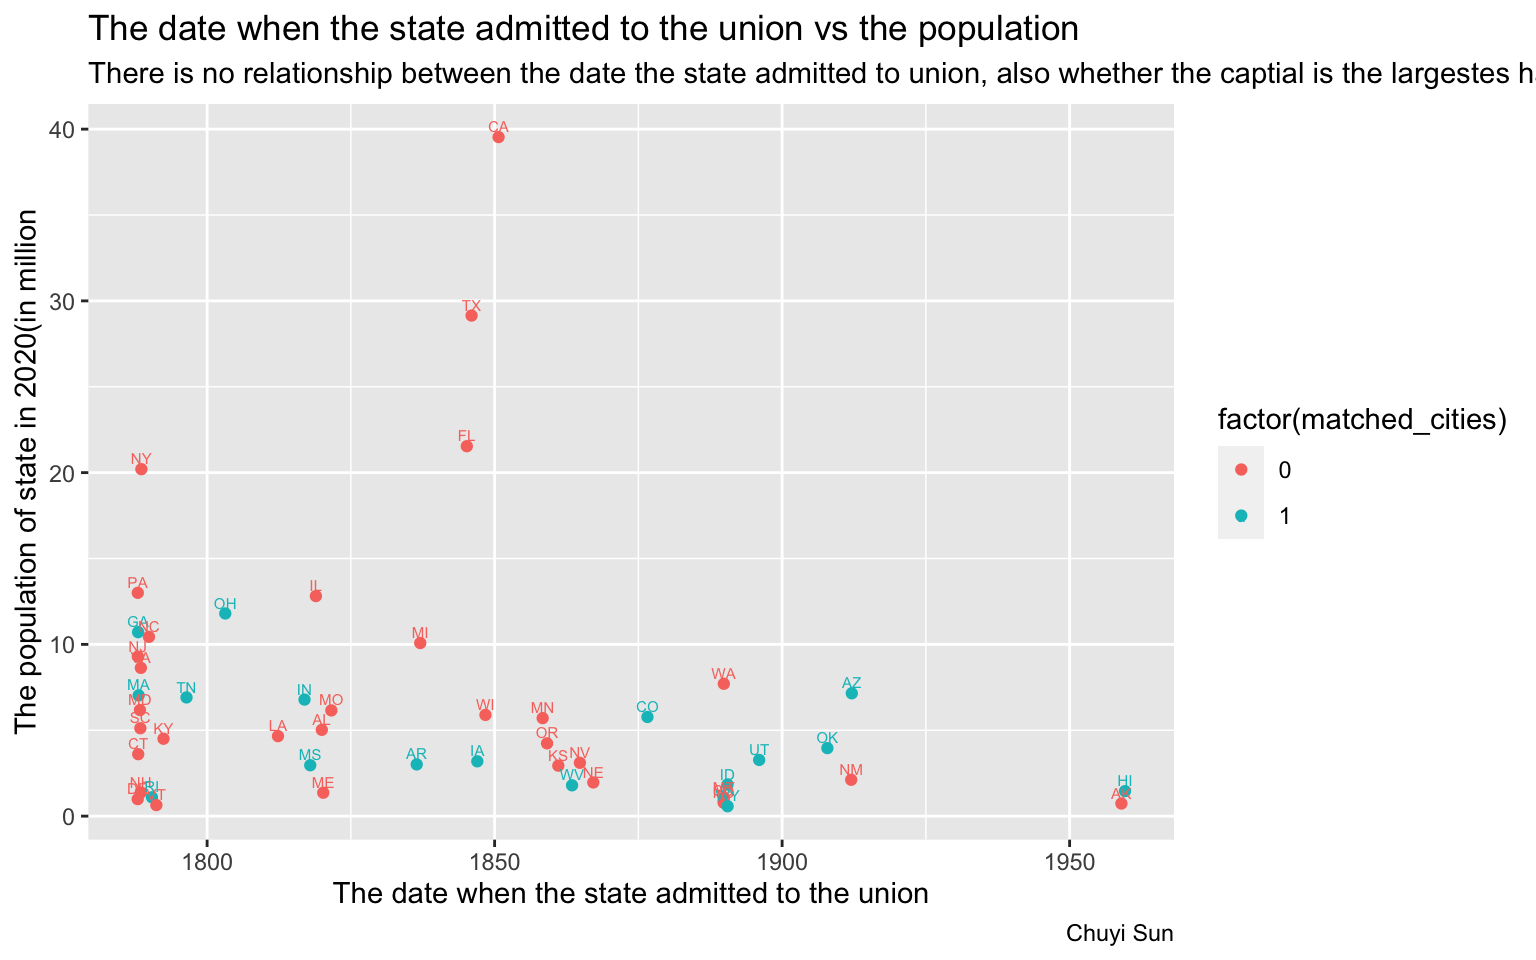 The date when the state admitted to the union vs the population
There is no relationship between the date the state admitted to union, also whether the captial is the largestes h
The population of state in 2020(in million
40
30
20
10
0
CA
TX
FL
NY
PA
IL
OH
GA
NC
MI
NJ
WA
AZ
MA
TN
IN
MD
MO
WI
MN
CO
SC
KY
LA
AL
OR
OK
CT
MS
AR
IA
KS
NV
UT
WV
NE
NM
NH
RI
ME
ID
HI
AK
1800
1850
1900
1950
The date when the state admitted to the union
factor(matched_cities)
0
1
Chuyi Sun